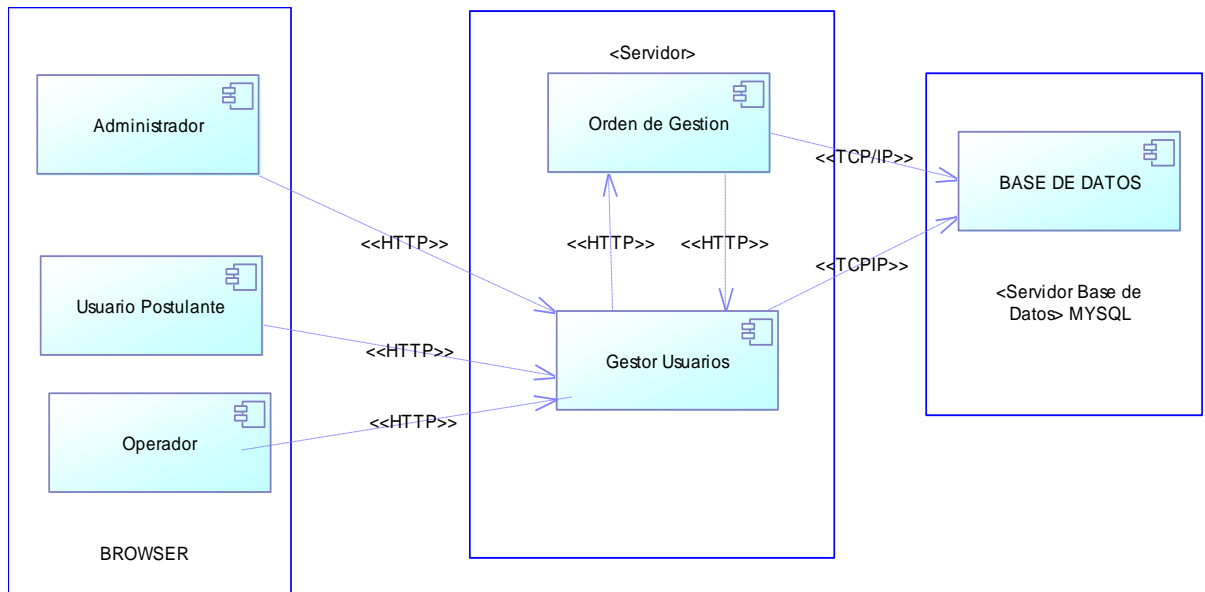 Administrador
<<HTTP>>
Usuario Postulante
<<HTTP>>
Operador
<<HTTP>>
BROWSER
<Servidor>
Orden de Gestion
<<HTTP>>
<<HTTP>>
Gestor Usuarios
<<TCP/IP>>
<<TCPIP>>
BASE DE DATOS
<Servidor Base de
Datos> MYSQL